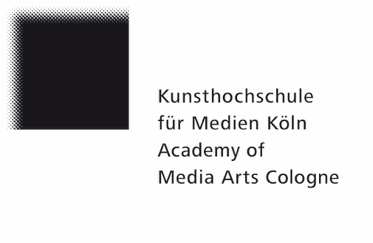 Kunsthochschule
für Medien Köln
Academy of
Media Arts Cologne